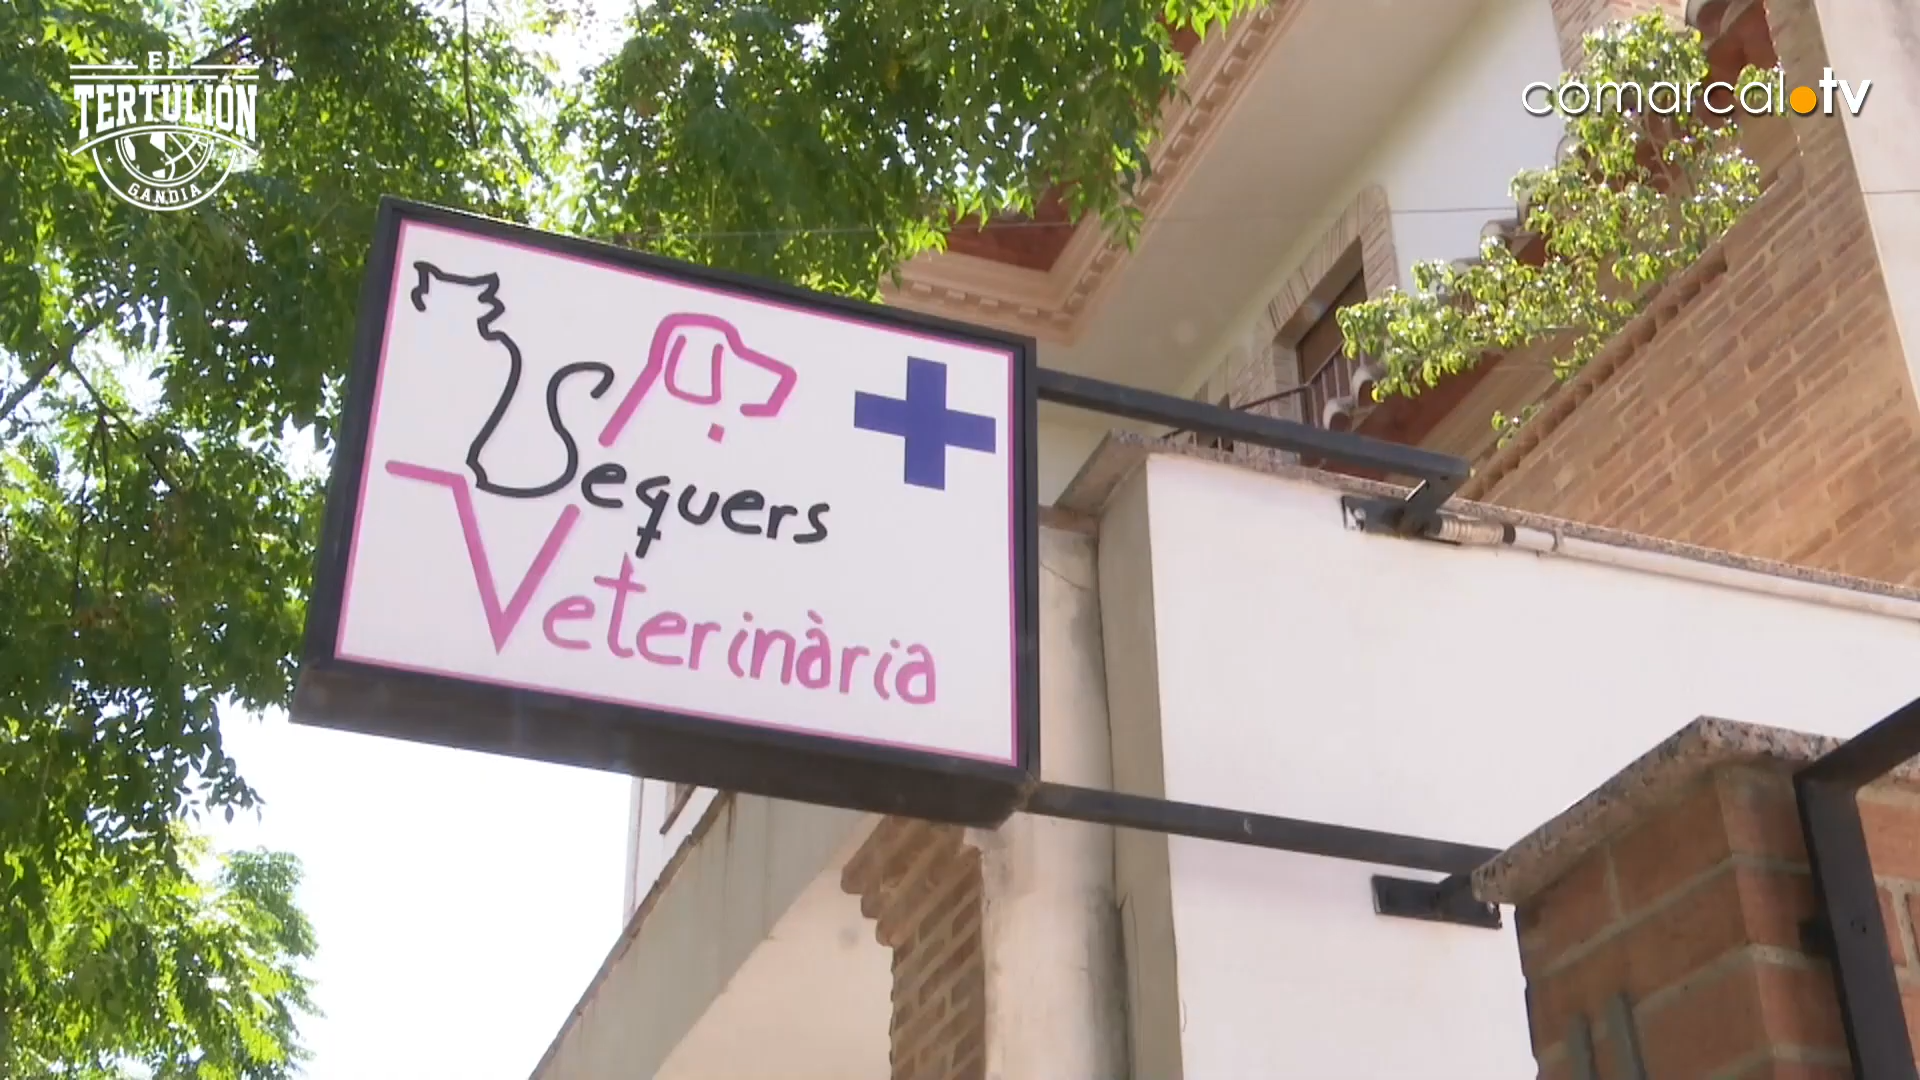 EL
TERTULIÓN
GANDIA
comarcal.tv
Sequers
Veterinària